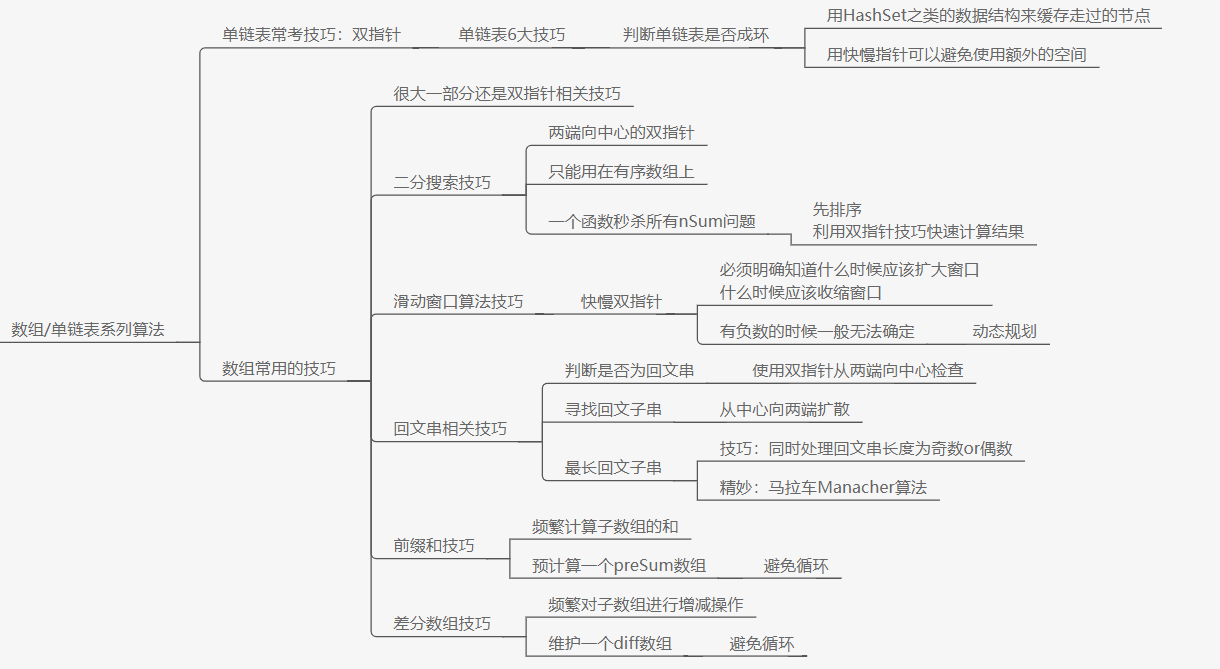 数组/单链表系列算法
单链表常考技巧：双指针
单链表6大技巧
判断单链表是否成环
用HashSet之类的数据结构来缓存走过的节点
用快慢指针可以避免使用额外的空间
数组常用的技巧
很大一部分还是双指针相关技巧
二分搜索技巧
两端向中心的双指针
只能用在有序数组上
一个函数秒杀所有nSum问题
先排序
利用双指针技巧快速计算结果
滑动窗口算法技巧
快慢双指针
必须明确知道什么时候应该扩大窗口
什么时候应该收缩窗口
有负数的时候一般无法确定
动态规划
回文串相关技巧
判断是否为回文串
使用双指针从两端向中心检查
寻找回文子串
从中心向两端扩散
最长回文子串
技巧：同时处理回文串长度为奇数or偶数
精妙：马拉车Manacher算法
前缀和技巧
频繁计算子数组的和
预计算一个preSum数组
避免循环
差分数组技巧
频繁对子数组进行增减操作
维护一个diff数组
避免循环